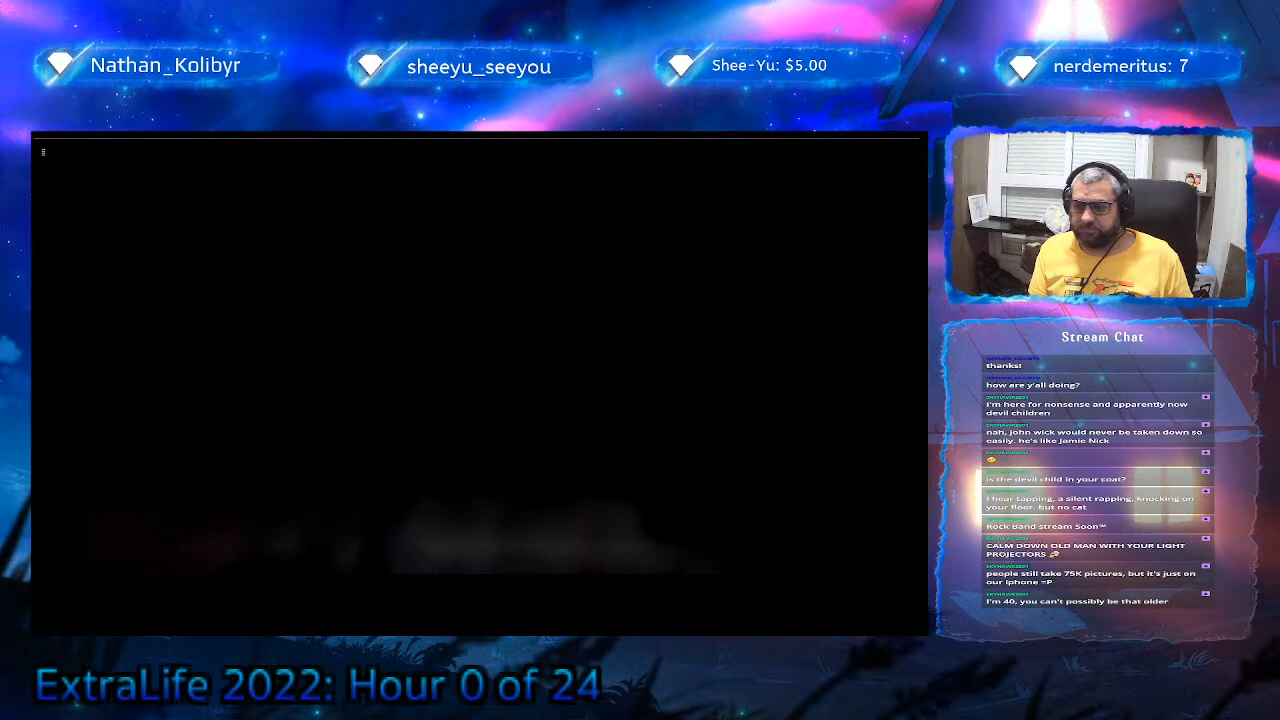 Nathan_Kolibyr
sheeyu_seeyou
Shee-Yu: $5.00
nerdemeritus: 7
Stream Chat
thanks!
how are y'all doing?
I'm here for nonsense and apparently now
devil children
nah, john wick would never be taken down so
easily. he's like Jamie Nick
is the devil child in your coat?
I hear tapping, a silent rapping, knocking on
your floor. but no cat
Rock Band stream Soon™
CALM DOWN OLD MAN WITH YOUR LIGHT
PROJECTORS
people still take 75K pictures, but it's just on
our Iphone =P
I'm 40, you can't possibly be that older
ExtraLife 2022: Hour 0 of 24